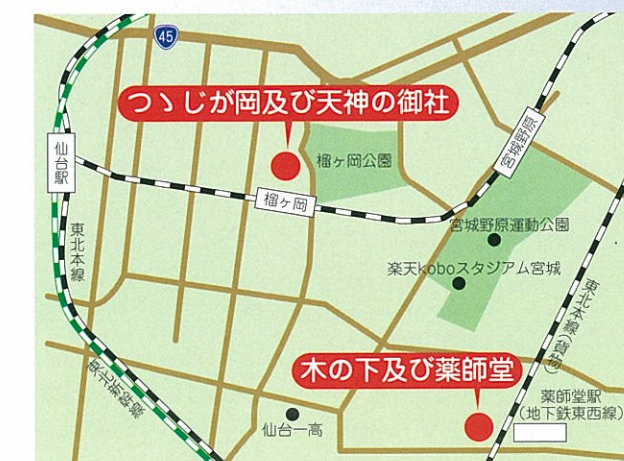 45
つゝじが岡及び天神の御社
仙台駅
榴ヶ岡公園
宮城野原
榴ヶ岡
宮城野原運動公園
東北本線
楽天koboスタジアム宮城
東北本線(貨物)
木の下及び薬師堂
東北新幹線
薬師堂駅
(地下鉄東西線)
仙台一高